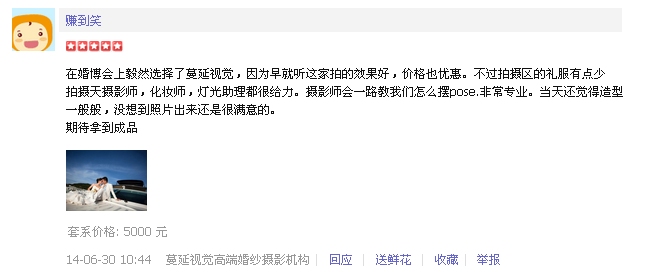 赚到笑
在婚博会上毅然选择了蔓延视觉，因为早就听这家拍的效果好，价格也优惠。不过拍摄区的礼服有点少
拍摄天摄影师，化妆师，灯光助理都很给力。摄影师会一路教我们怎么摆pose.非常专业。当天还觉得造型
一般般，没想到照片出来还是很满意的。
期待拿到成品
套系价格: 5000 元
14-06-30 10:44 蔓延视觉高端婚纱摄影机构 | 回应 | 送鲜花 | 收藏 | 举报